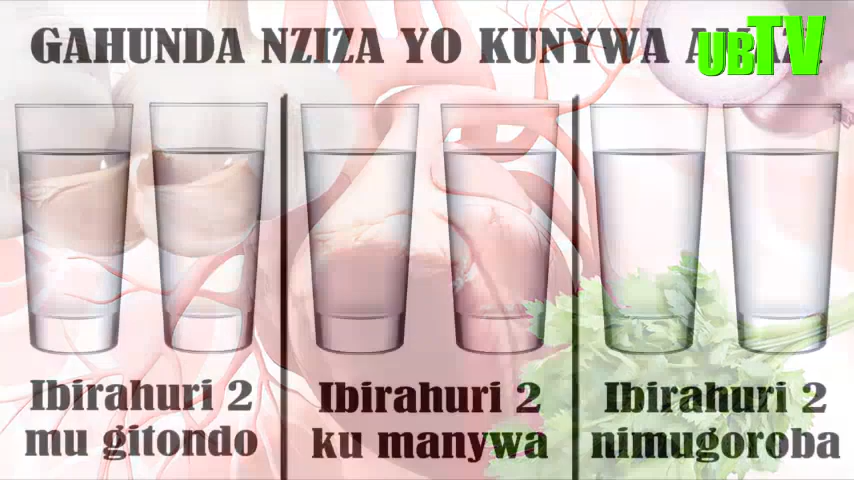 GAHUNDA NZIZA YO KUNYWA
UBTV
Ibirahuri 2
mu gitondo
Ibirahuri 2
ku manywa
Ibirahuri 2
nimugoroba